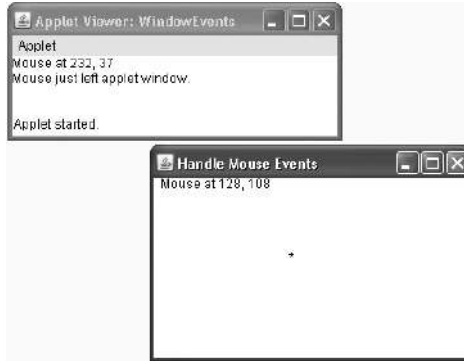 Applet Viewer: WindowEvents
Applet
Mouse at 232, 37
Mouse just left applet window.
Applet started.
Handle Mouse Events
Mouse at 128, 108